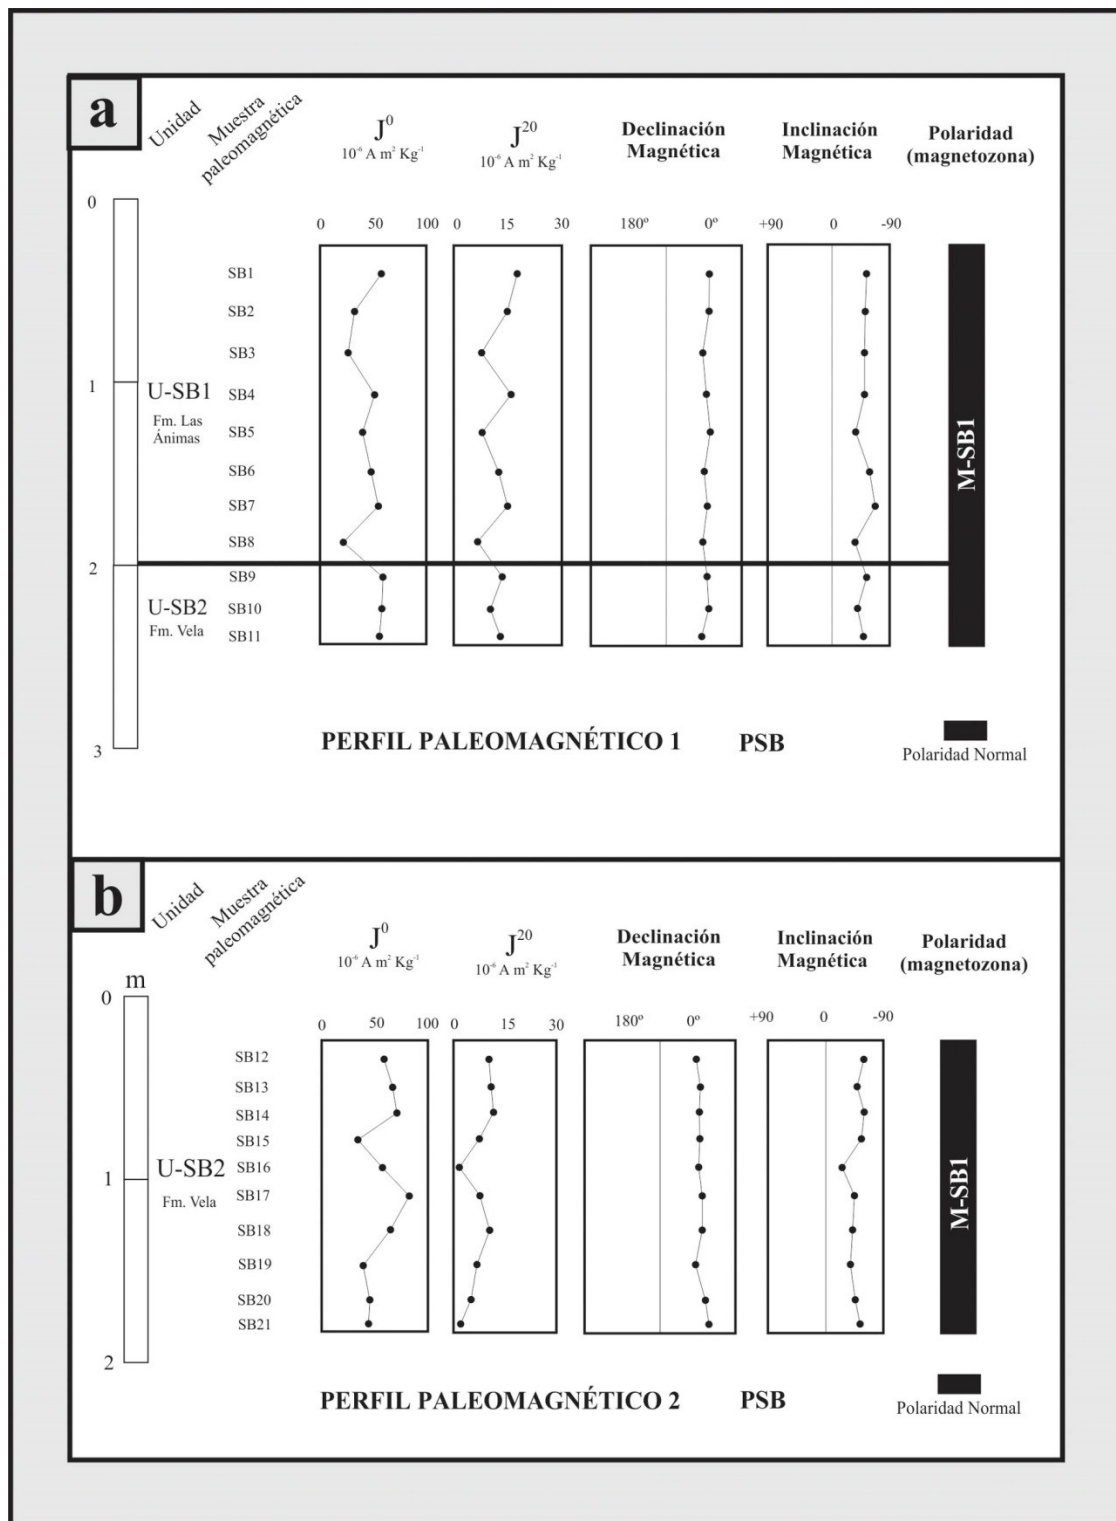 a
Unidad
Muestra
paleomagnética
J⁰
10⁻⁶ A m² Kg⁻¹
J²⁰
10⁻⁶ A m² Kg⁻¹
Declinación
Magnética
Inclinación
Magnética
Polaridad
(magnetozona)
0
0 50 100
0 15 30
180º 0º
+90 0 -90
SB1
SB2
SB3
1
U-SB1
SB4
Fm. Las
Ánimas
SB5
SB6
SB7
SB8
M-SB1
2
SB9
U-SB2
SB10
Fm. Vela
SB11
3
PERFIL PALEOMAGNÉTICO 1 PSB
Polaridad Normal
b
Unidad
Muestra
paleomagnética
J⁰
10⁻⁶ A m² Kg⁻¹
J²⁰
10⁻⁶ A m² Kg⁻¹
Declinación
Magnética
Inclinación
Magnética
Polaridad
(magnetozona)
m
0
0 50 100
0 15 30
180º 0º
+90 0 -90
SB12
SB13
SB14
SB15
U-SB2
SB16
1
Fm. Vela
SB17
SB18
SB19
SB20
SB21
M-SB1
2
PERFIL PALEOMAGNÉTICO 2 PSB
Polaridad Normal